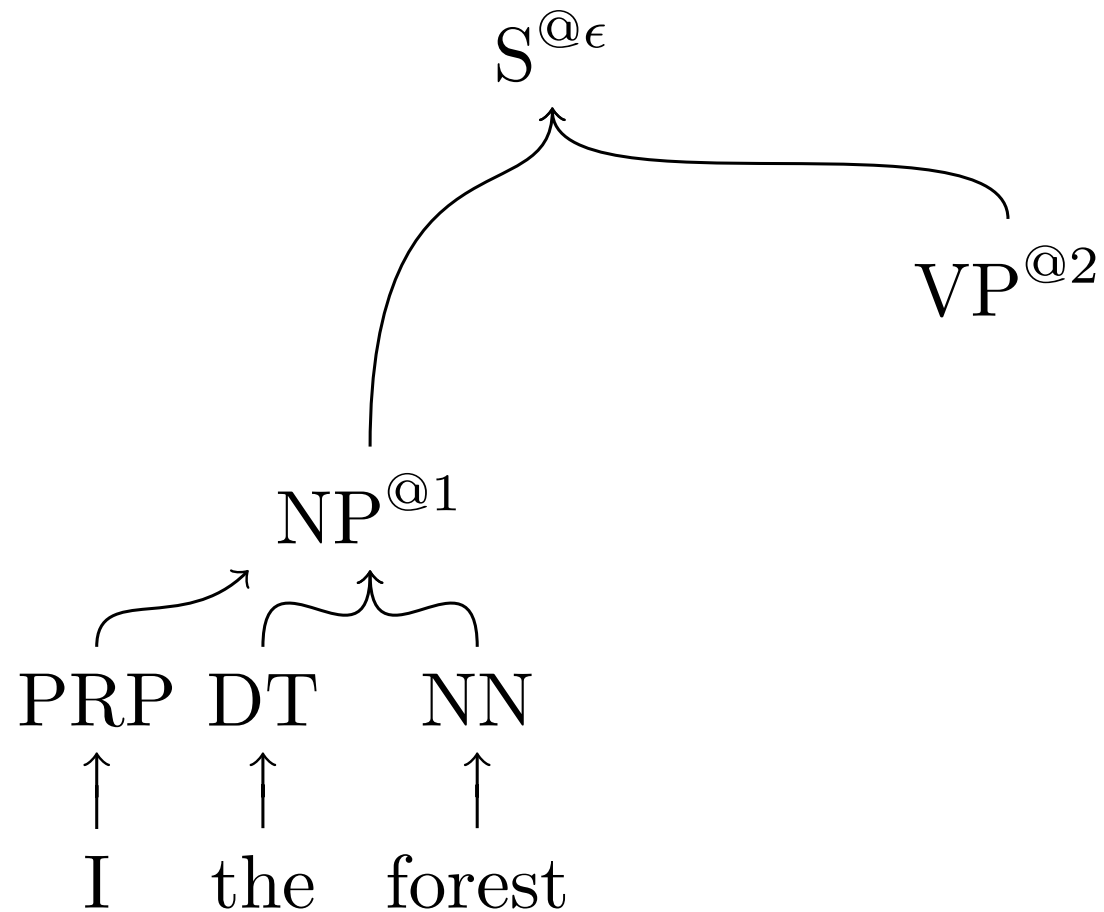 S^{@ϵ}
VP^{@2}
NP^{@1}
PRP DT NN
I the forest